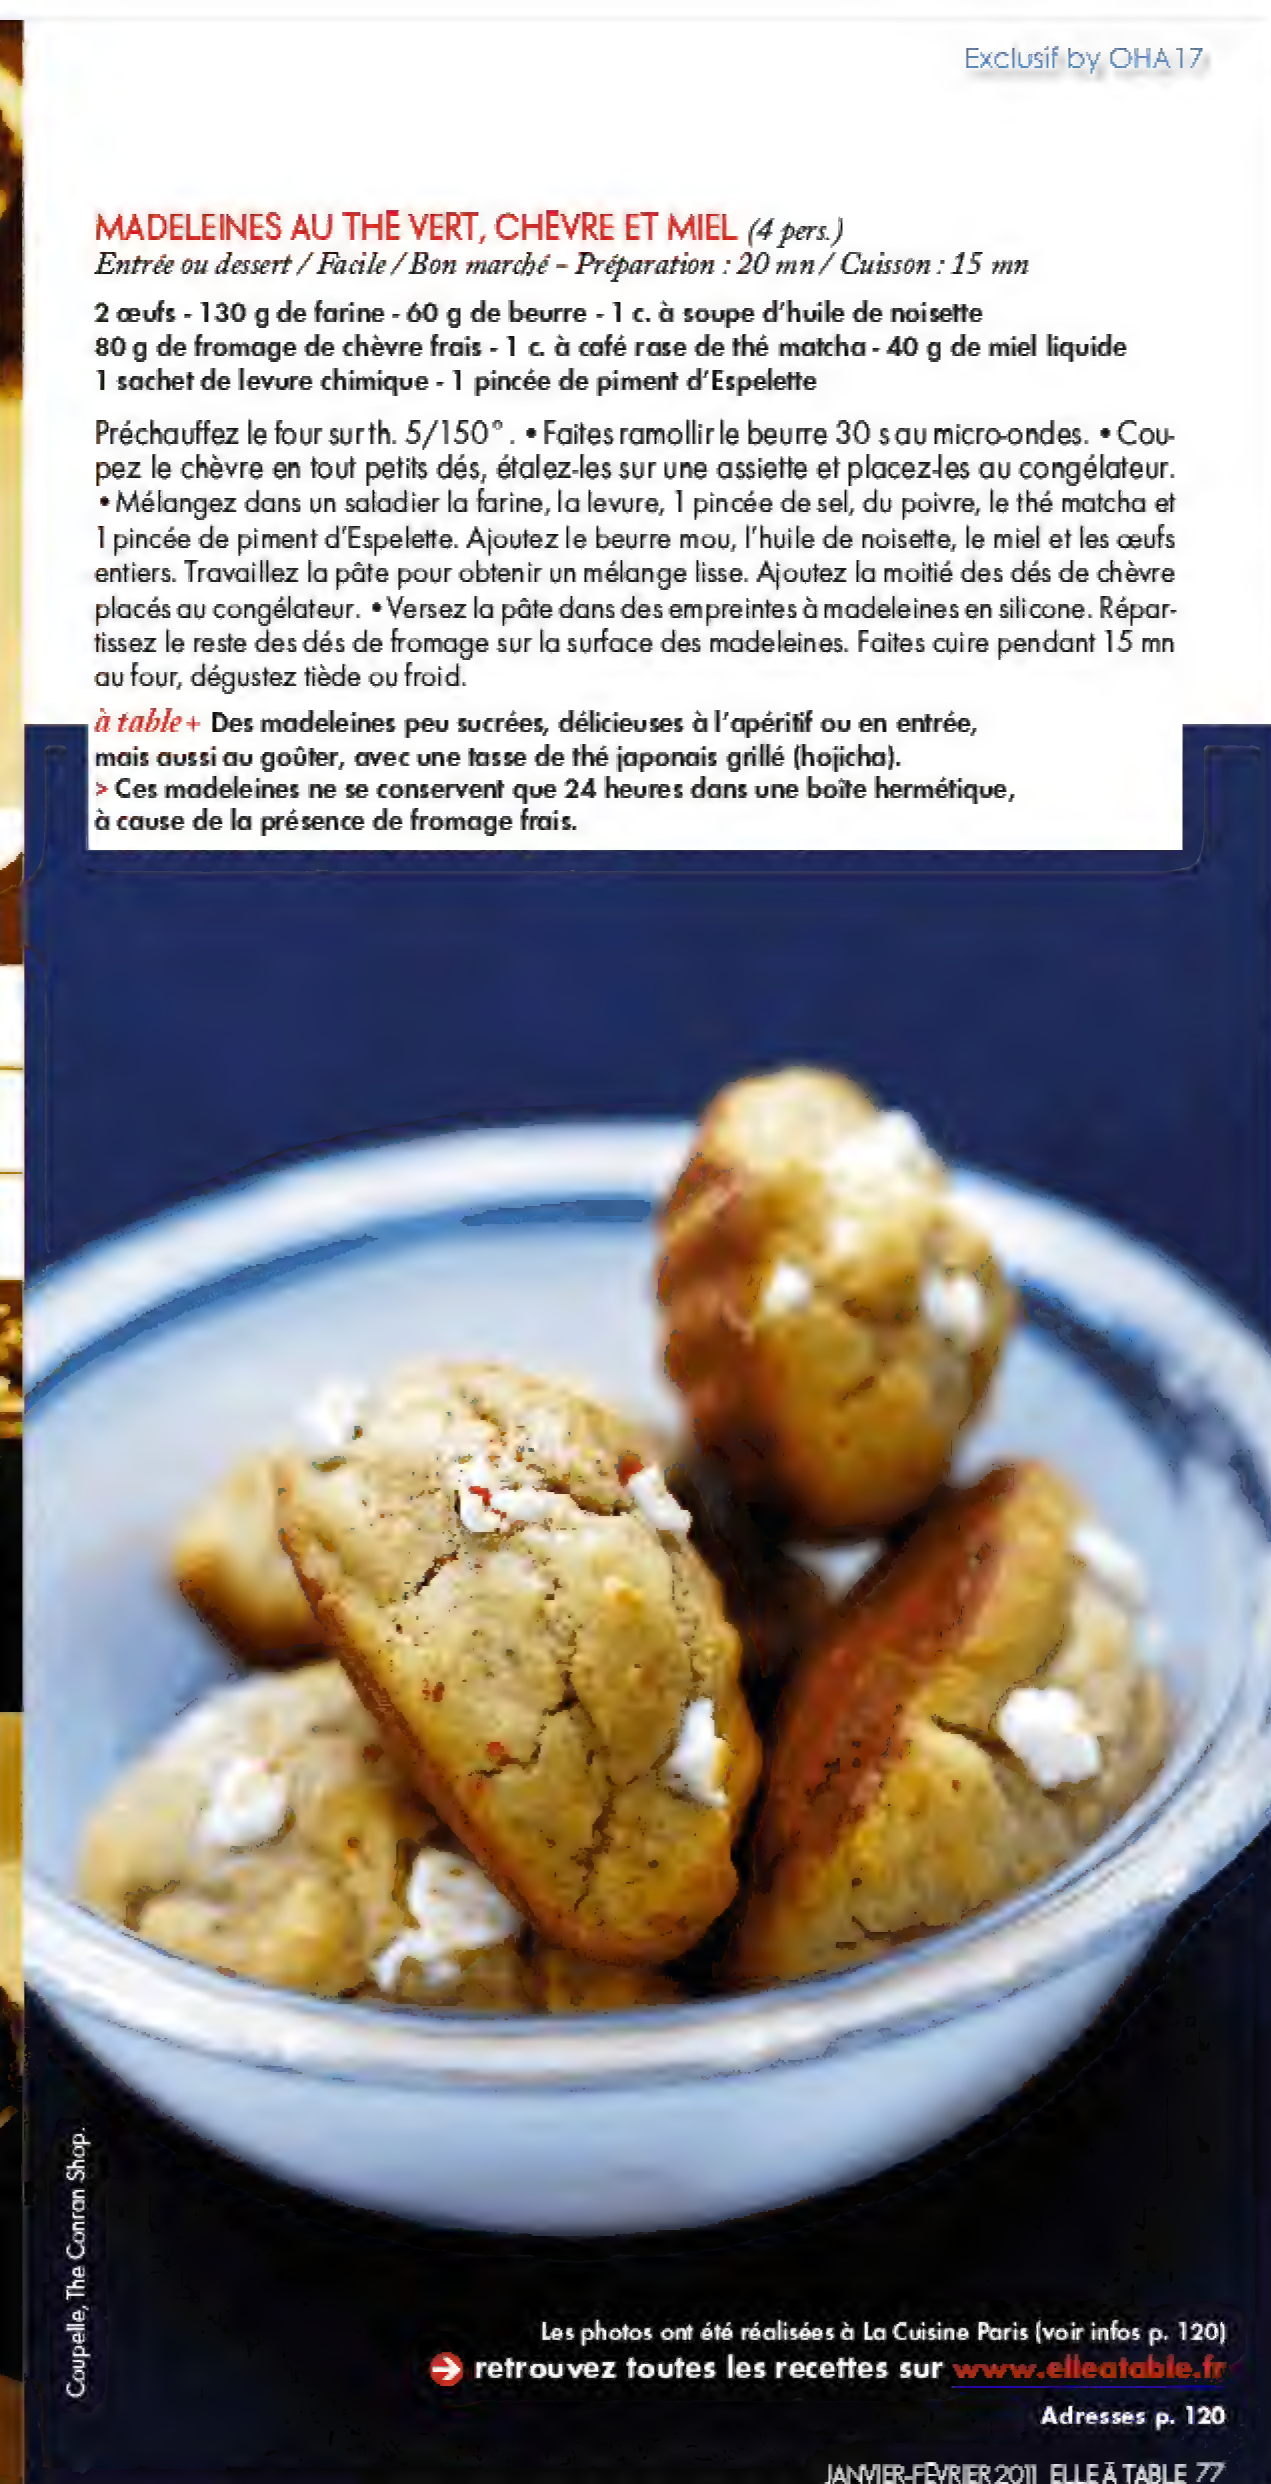 Exclusif by OHA17
MADELEINES AU THÉ VERT, CHÈVRE ET MIEL (4 pers.)
Entrée ou dessert / Facile / Bon marché – Préparation : 20 mn / Cuisson : 15 mn
2 œufs - 130 g de farine - 60 g de beurre - 1 c. à soupe d'huile de noisette
80 g de fromage de chèvre frais - 1 c. à café rase de thé matcha - 40 g de miel liquide
1 sachet de levure chimique - 1 pincée de piment d'Espelette
Préchauffez le four sur th. 5/150°. • Faites ramollir le beurre 30 s au micro-ondes. • Cou-
pez le chèvre en tout petits dés, étalez-les sur une assiette et placez-les au congélateur.
• Mélangez dans un saladier la farine, la levure, 1 pincée de sel, du poivre, le thé matcha et
1 pincée de piment d'Espelette. Ajoutez le beurre mou, l'huile de noisette, le miel et les œufs
entiers. Travaillez la pâte pour obtenir un mélange lisse. Ajoutez la moitié des dés de chèvre
placés au congélateur. • Versez la pâte dans des empreintes à madeleines en silicone. Répar-
tissez le reste des dés de fromage sur la surface des madeleines. Faites cuire pendant 15 mn
au four, dégustez tiède ou froid.
à table+ Des madeleines peu sucrées, délicieuses à l'apéritif ou en entrée,
mais aussi au goûter, avec une tasse de thé japonais grillé (hojicha).
> Ces madeleines ne se conservent que 24 heures dans une boîte hermétique,
à cause de la présence de fromage frais.
Coupelle, The Conran Shop.
Les photos ont été réalisées à La Cuisine Paris (voir infos p. 120)
retrouvez toutes les recettes sur www.elleatable.fr
Adresses p. 120
JANVIER-FÉVRIER 2011 ELLE À TABLE 77